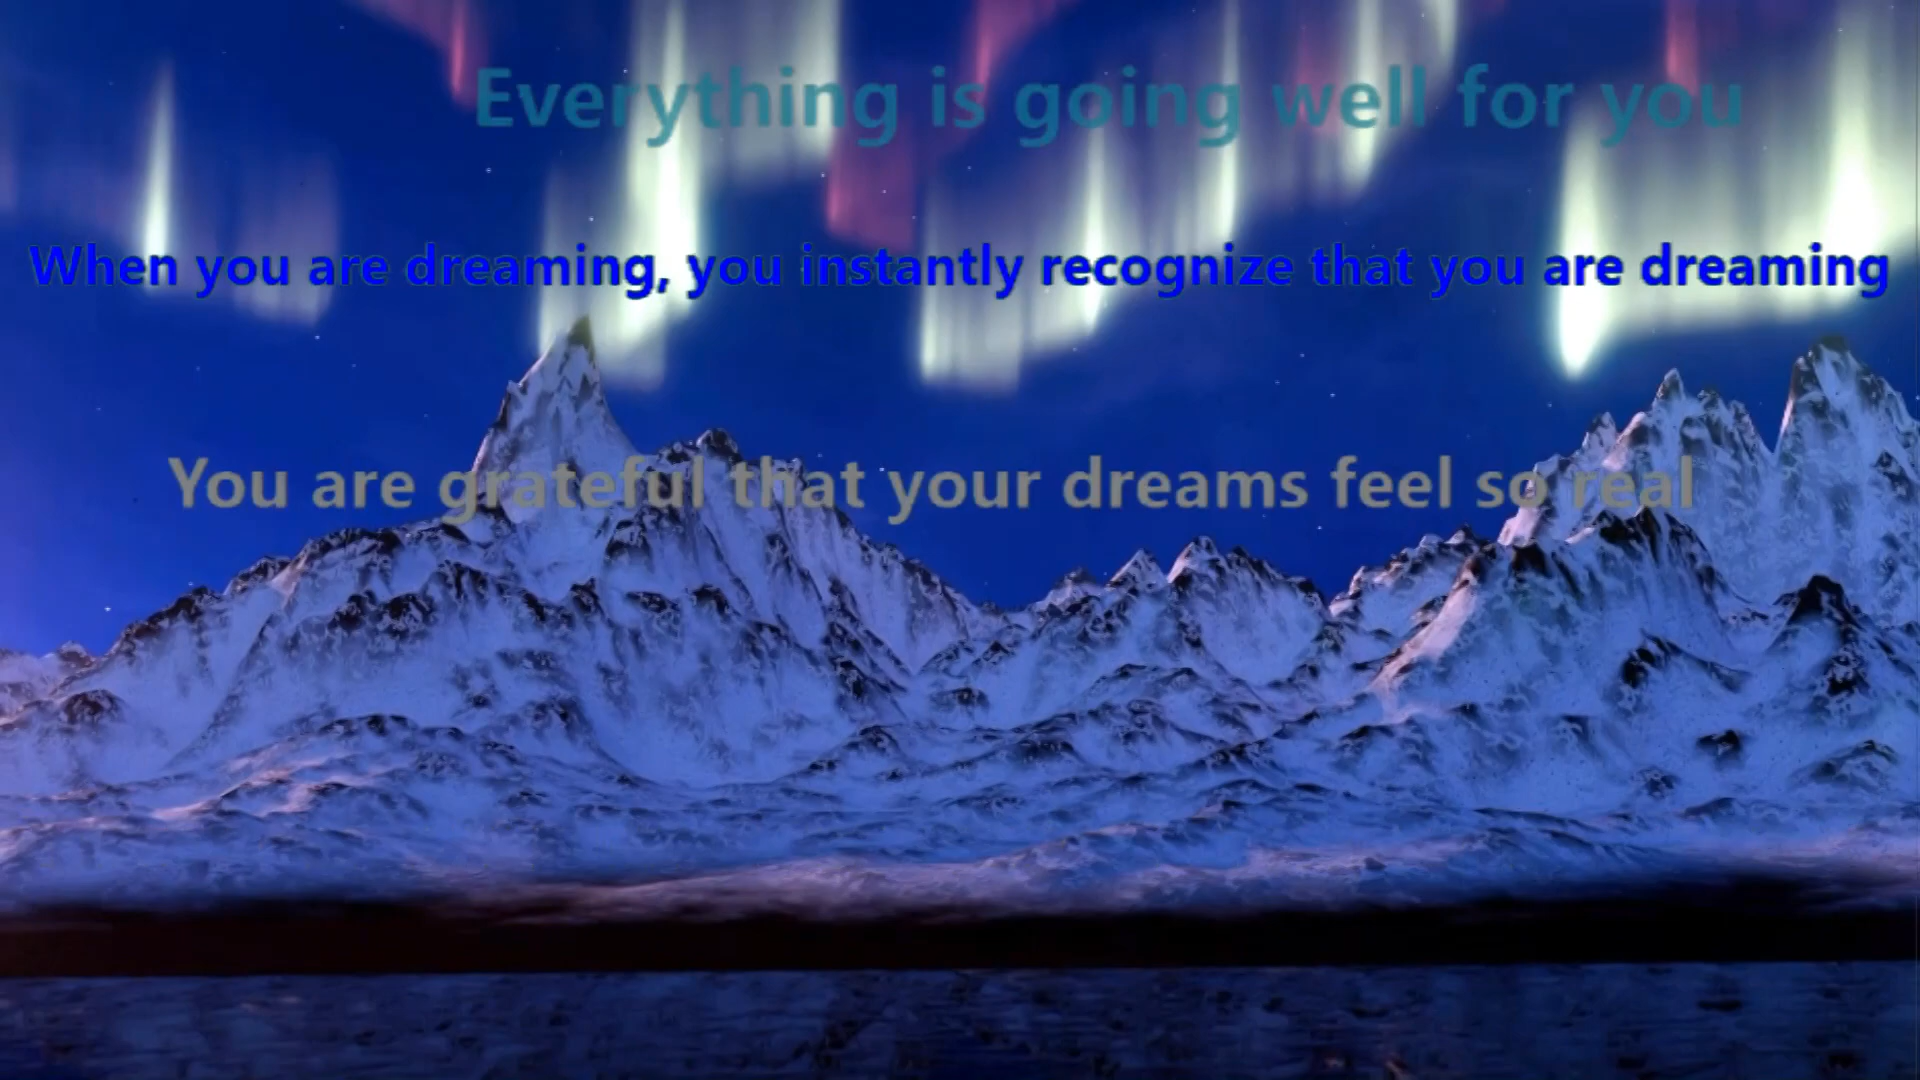 Everything is going well for you
When you are dreaming, you instantly recognize that you are dreaming
You are grateful that your dreams feel so real